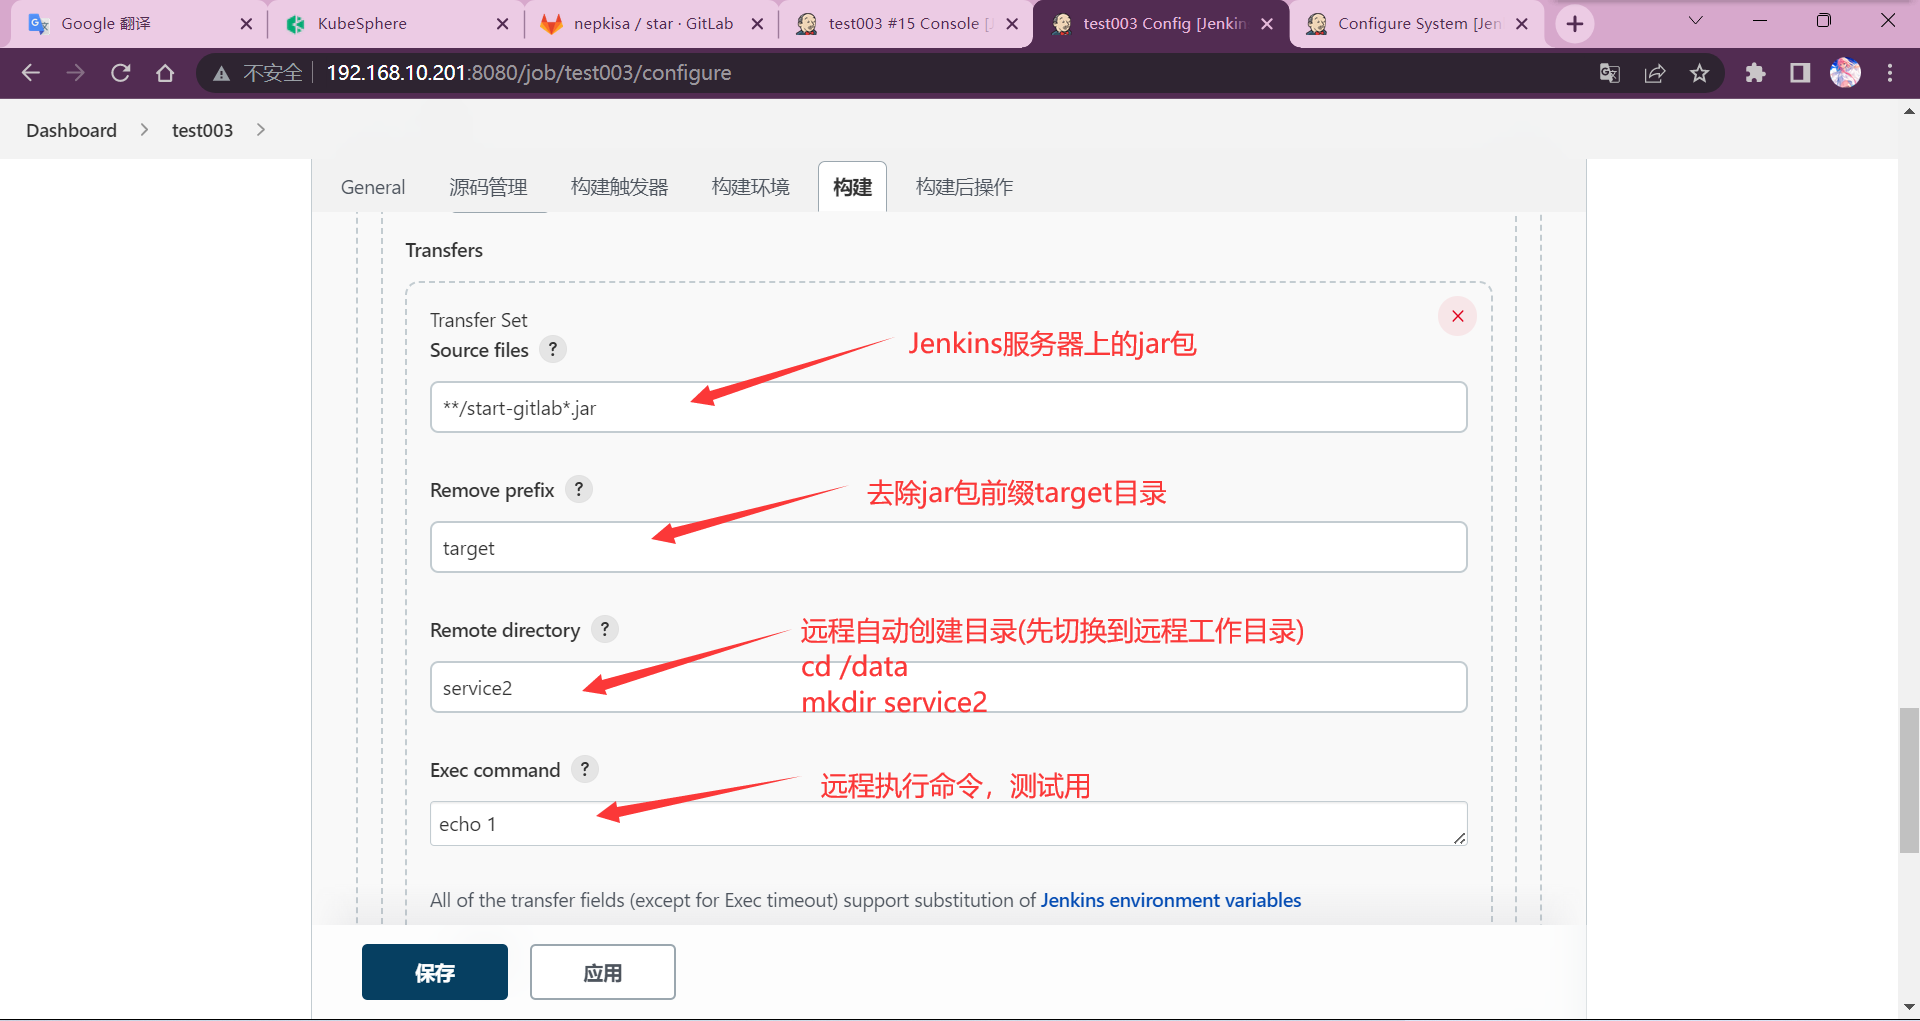 Google 翻译
KubeSphere
nepkisa / star · GitLab
test003 #15 Console [J
test003 Config [Jenkin
Configure System [Jen
不安全
192.168.10.201:8080/job/test003/configure
Dashboard
test003
General
源码管理
构建触发器
构建环境
构建
构建后操作
Transfers
Transfer Set
Source files ?
Jenkins服务器上的jar包
**/start-gitlab*.jar
Remove prefix ?
去除jar包前缀target目录
target
Remote directory ?
远程自动创建目录(先切换到远程工作目录)
cd /data
service2
mkdir service2
Exec command ?
远程执行命令，测试用
echo 1
All of the transfer fields (except for Exec timeout) support substitution of Jenkins environment variables
保存
应用